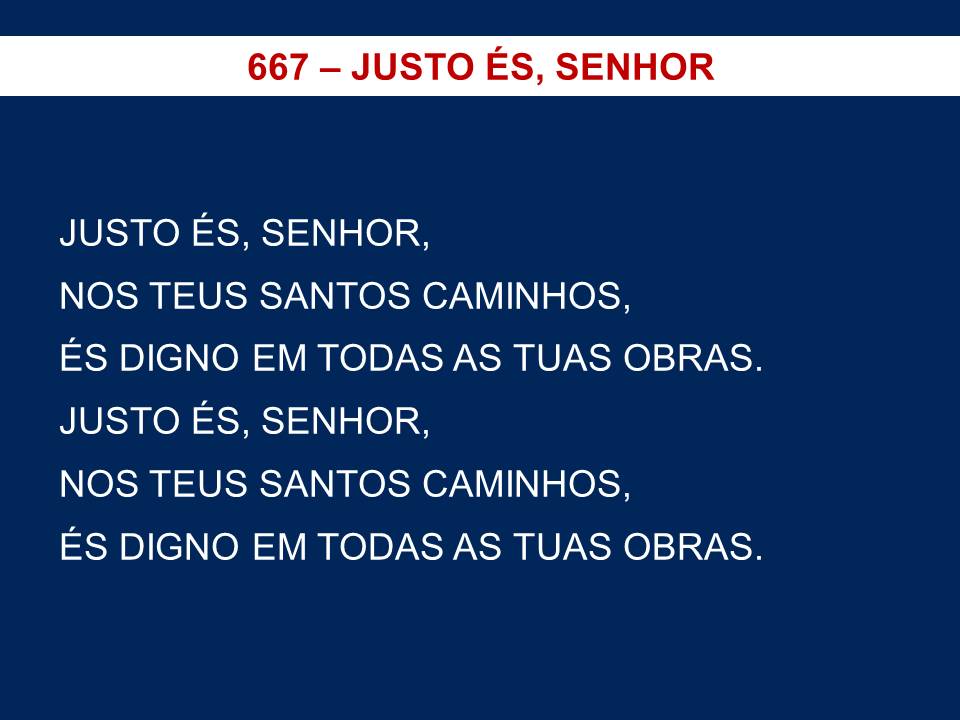 667 – JUSTO ÉS, SENHOR
JUSTO ÉS, SENHOR,
NOS TEUS SANTOS CAMINHOS,
ÉS DIGNO EM TODAS AS TUAS OBRAS.
JUSTO ÉS, SENHOR,
NOS TEUS SANTOS CAMINHOS,
ÉS DIGNO EM TODAS AS TUAS OBRAS.